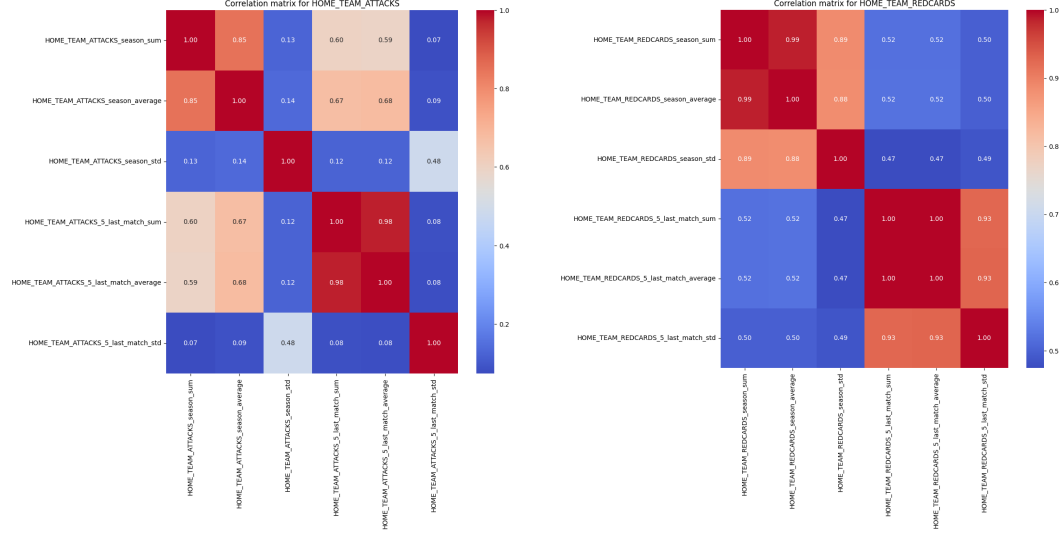 Correlation matrix for HOME_TEAM_ATTACKS
HOME_TEAM_ATTACKS_season_sum
1.00 0.85 0.13 0.60 0.59 0.07
HOME_TEAM_ATTACKS_season_average
0.85 1.00 0.14 0.67 0.68 0.09
HOME_TEAM_ATTACKS_season_std
0.13 0.14 1.00 0.12 0.12 0.48
HOME_TEAM_ATTACKS_5_last_match_sum
0.60 0.67 0.12 1.00 0.98 0.08
HOME_TEAM_ATTACKS_5_last_match_average
0.59 0.68 0.12 0.98 1.00 0.08
HOME_TEAM_ATTACKS_5_last_match_std
0.07 0.09 0.48 0.08 0.08 1.00
HOME_TEAM_ATTACKS_season_sum
HOME_TEAM_ATTACKS_season_average
HOME_TEAM_ATTACKS_season_std
HOME_TEAM_ATTACKS_5_last_match_sum
HOME_TEAM_ATTACKS_5_last_match_average
HOME_TEAM_ATTACKS_5_last_match_std
1.0
0.8
0.6
0.4
0.2
Correlation matrix for HOME_TEAM_REDCARDS
HOME_TEAM_REDCARDS_season_sum
1.00 0.99 0.89 0.52 0.52 0.50
HOME_TEAM_REDCARDS_season_average
0.99 1.00 0.88 0.52 0.52 0.50
HOME_TEAM_REDCARDS_season_std
0.89 0.88 1.00 0.47 0.47 0.49
HOME_TEAM_REDCARDS_5_last_match_sum
0.52 0.52 0.47 1.00 1.00 0.93
HOME_TEAM_REDCARDS_5_last_match_average
0.52 0.52 0.47 1.00 1.00 0.93
HOME_TEAM_REDCARDS_5_last_match_std
0.50 0.50 0.49 0.93 0.93 1.00
HOME_TEAM_REDCARDS_season_sum
HOME_TEAM_REDCARDS_season_average
HOME_TEAM_REDCARDS_season_std
HOME_TEAM_REDCARDS_5_last_match_sum
HOME_TEAM_REDCARDS_5_last_match_average
HOME_TEAM_REDCARDS_5_last_match_std
1.0
0.9
0.8
0.7
0.6
0.5